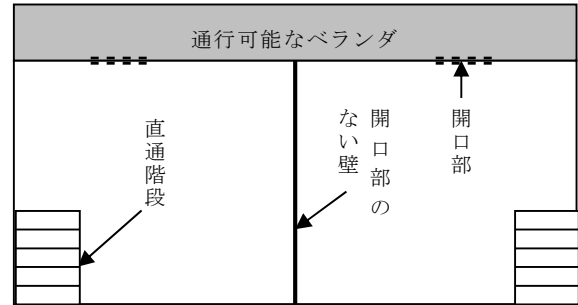 通行可能なベランダ
直通階段
開口部の
ない壁
開口部